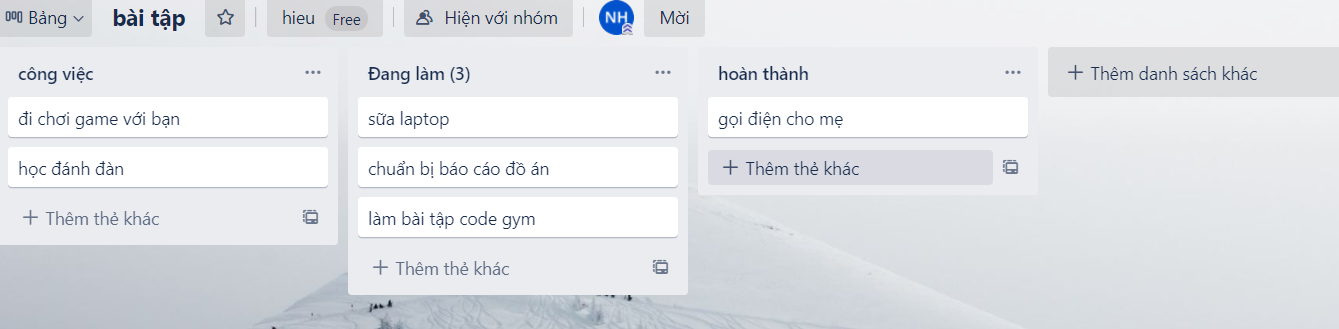 Bảng bài tập hieu Free Hiện với nhóm NH Mời
công việc
đi chơi game với bạn
học đánh đàn
Thêm thẻ khác
Đang làm (3)
sữa laptop
chuẩn bị báo cáo đồ án
làm bài tập code gym
Thêm thẻ khác
hoàn thành
gọi điện cho mẹ
Thêm thẻ khác
Thêm danh sách khác